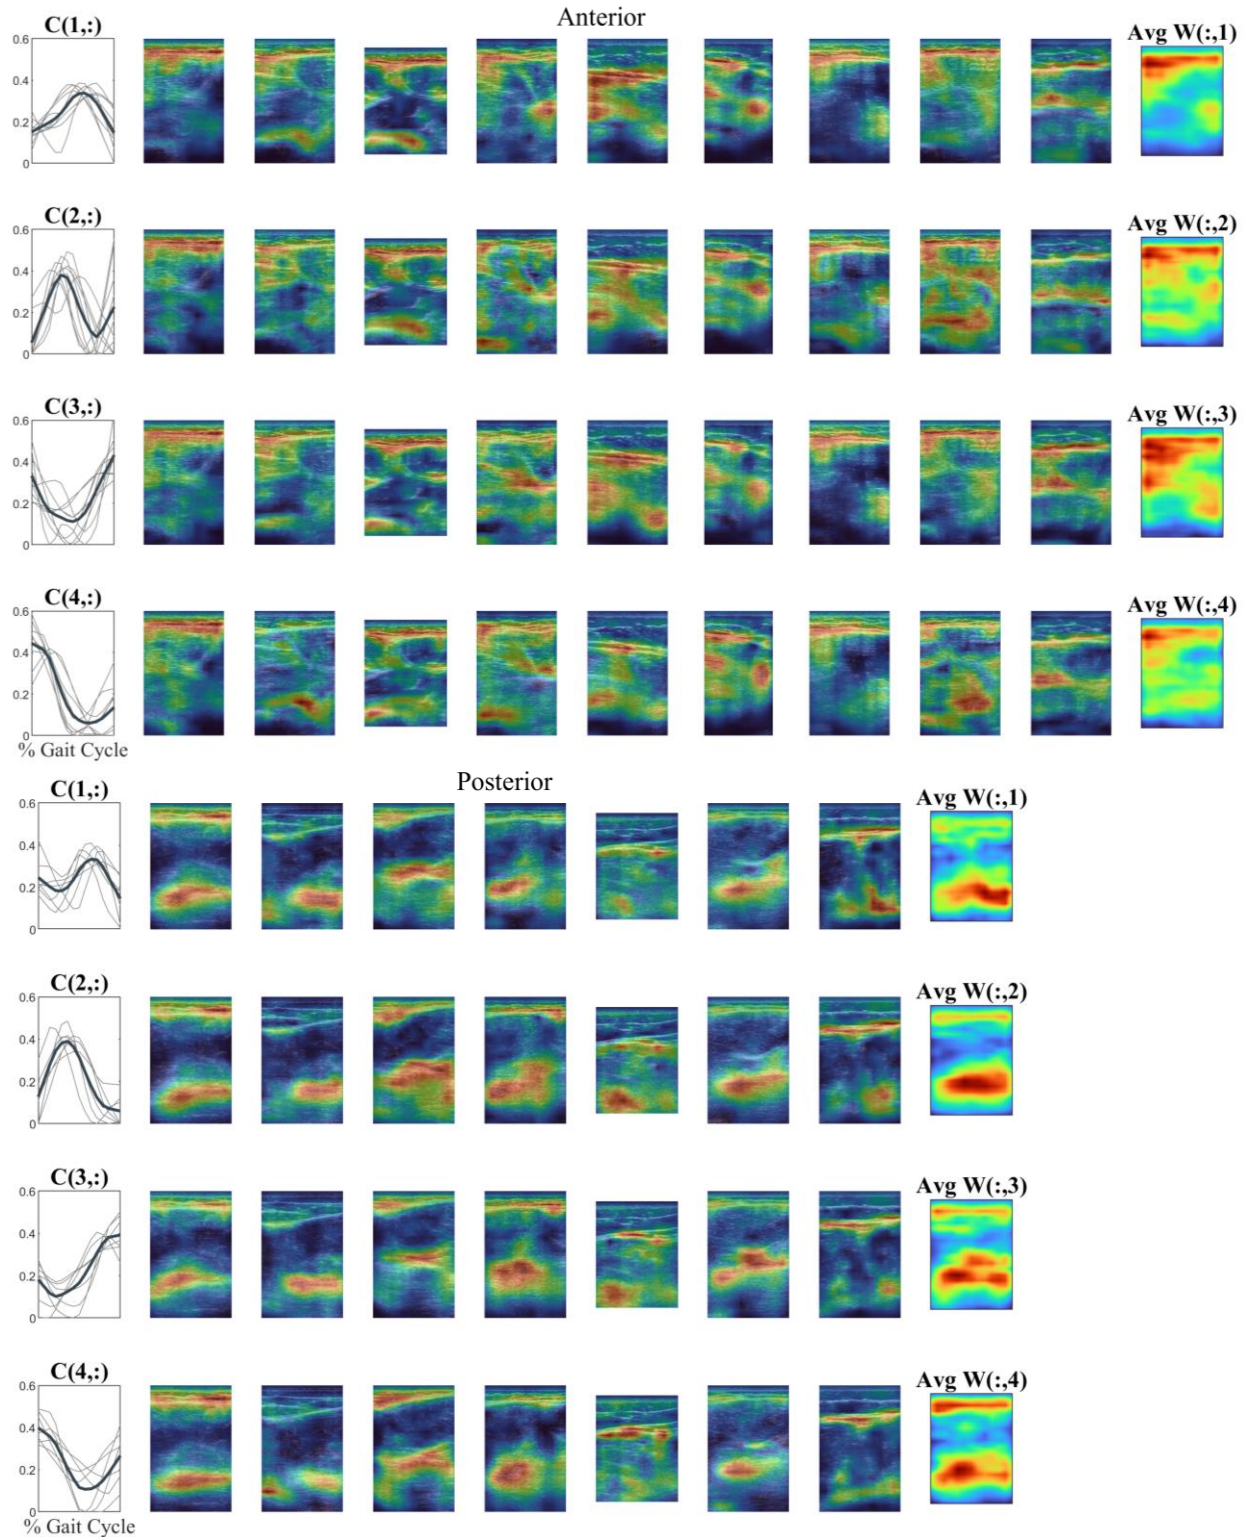 Anterior
C(1,:)
Avg W(:,1)
0.6
0.4
0.2
0
C(2,:)
Avg W(:,2)
0.6
0.4
0.2
0
C(3,:)
Avg W(:,3)
0.6
0.4
0.2
0
C(4,:)
Avg W(:,4)
0.6
0.4
0.2
0
% Gait Cycle
Posterior
C(1,:)
Avg W(:,1)
0.6
0.4
0.2
0
C(2,:)
Avg W(:,2)
0.6
0.4
0.2
0
C(3,:)
Avg W(:,3)
0.6
0.4
0.2
0
C(4,:)
Avg W(:,4)
0.6
0.4
0.2
0
% Gait Cycle